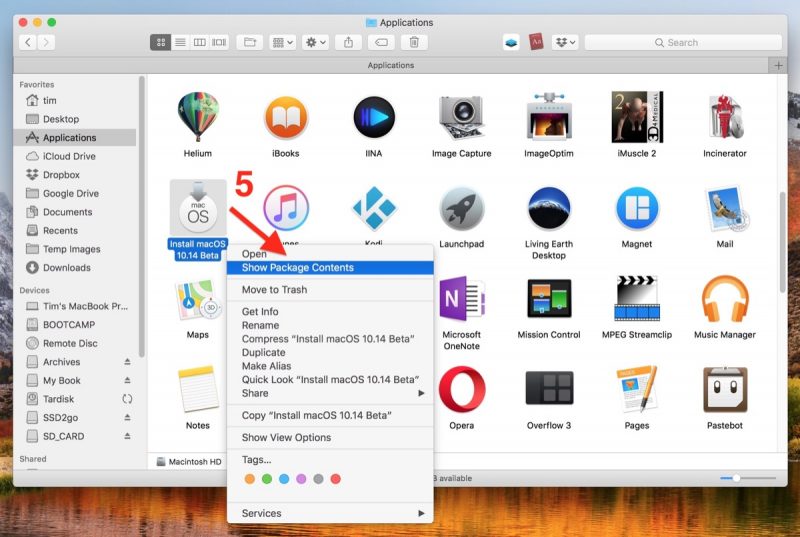 Applications
Search
Applications
Favorites
tim
Desktop
Applications
iCloud Drive
Dropbox
Google Drive
Documents
Recents
Temp Images
Downloads
Devices
Tim's MacBook Pr...
BOOTCAMP
Remote Disc
Archives
My Book
Tardisk
SSD2go
SD_CARD
Shared
Helium
iBooks
IINA
Image Capture
ImageOptim
2
3D4Medical
iMuscle 2
Incinerator
mac
OS
Install macOS
10.14 Beta
5
Kodi
Launchpad
Living Earth
Desktop
Magnet
Mail
Open
Show Package Contents
Move to Trash
Get Info
Rename
Compress “Install macOS 10.14 Beta”
Duplicate
Make Alias
Quick Look “Install macOS 10.14 Beta”
Share
Copy “Install macOS 10.14 Beta”
Show View Options
Tags...
Services
3D
Maps
N
Microsoft
OneNote
Mission Control
MPEG Streamclip
Music Manager
Notes
Opera
Overflow 3
Pages
Pastebot
Macintosh HD
available